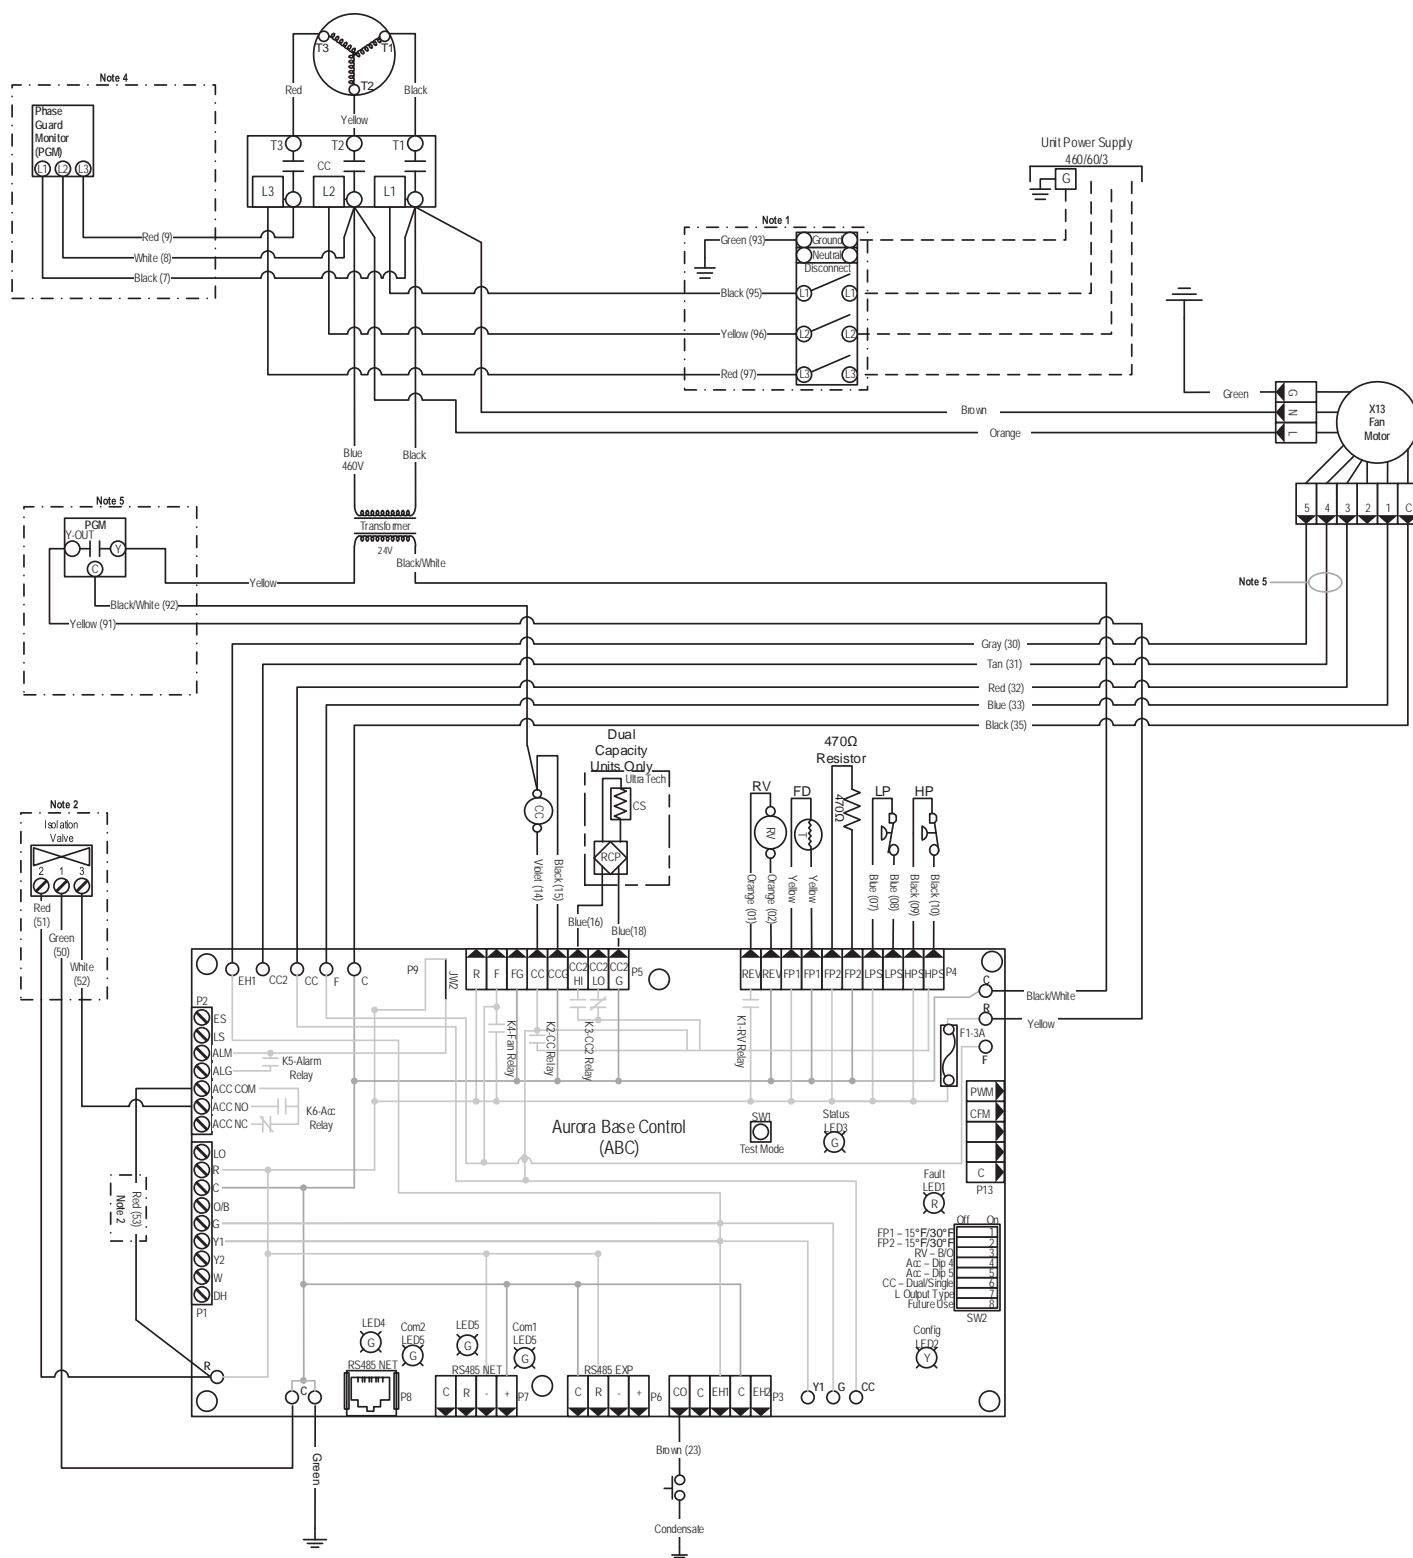 T3
T1
T2
Note 4
Red
Black
Yellow
Phase
Guard
Monitor
(PGM)
L1 L2 L3
T3 T2 T1
CC
L3 L2 L1
Unit Power Supply
460/60/3
G
Red (9)
White (8)
Black (7)
Note 1
Green (93)
Ground
Neutral
Disconnect
Black (95) L1 L1
Yellow (96) L2 L2
Red (97) L3 L3
Green
Brown
Orange
G
N
L
X13
Fan
Motor
5 4 3 2 1 C
Blue
460V
Black
Transformer
24V
Black/White
Note 5
PGM
Y-OUT
Y
C
Yellow
Black/White (92)
Yellow (91)
Note 5
Gray (30)
Tan (31)
Red (32)
Blue (33)
Black (35)
Dual
Capacity
Units Only
Ultra Tech
CS
RCP
CC
Violet (14)
Black (15)
Blue(16)
Blue(18)
470Ω
Resistor
470Ω
RV
FD
LP
HP
RV
T
Orange (01)
Orange (02)
Yellow
Yellow
Blue (07)
Blue (08)
Black (09)
Black (10)
Note 2
Isolation
Valve
2 1 3
Red
(51)
Green
(50)
White
(52)
EH1 CC2 CC F C
P9
JW2
R F FG CC CCG CC2 HI CC2 LO CC2 G P5
REV REV FP1 FP1 FP2 FP2 LPS LPS HPS HPS P4
C
Black/White
R
Yellow
F1-3A
F
P2
ES
LS
ALM
ALG
ACC COM
ACC NO
ACC NC
K5-Alarm
Relay
K6-Acc
Relay
K4-Fan Relay
K2-CC Relay
K3-CC2 Relay
K1-RV Relay
Aurora Base Control
(ABC)
SW1
Test Mode
Status
LED3
G
PWM
CFM
C
P13
LO
R
C
O/B
G
Y1
Y2
W
DH
P1
Red (53)
Note 2
Fault
LED1
R
Off On
FP1 – 15°F/30°F 1
FP2 – 15°F/30°F 2
RV – B/O 3
Acc – Dip 4 4
Acc – Dip 5 5
CC – Dual/Single 6
L Output Type 7
Future Use 8
SW2
Config
LED2
Y
LED4
G
Com2
LED5
G
LED5
G
Com1
LED5
G
R
C
RS485 NET
P8
RS485 NET
C R - + P7
RS485 EXP
C R - + P6
CO C EH1 C EH2 P3
Y1 G CC
Green
Brown (23)
Condensate